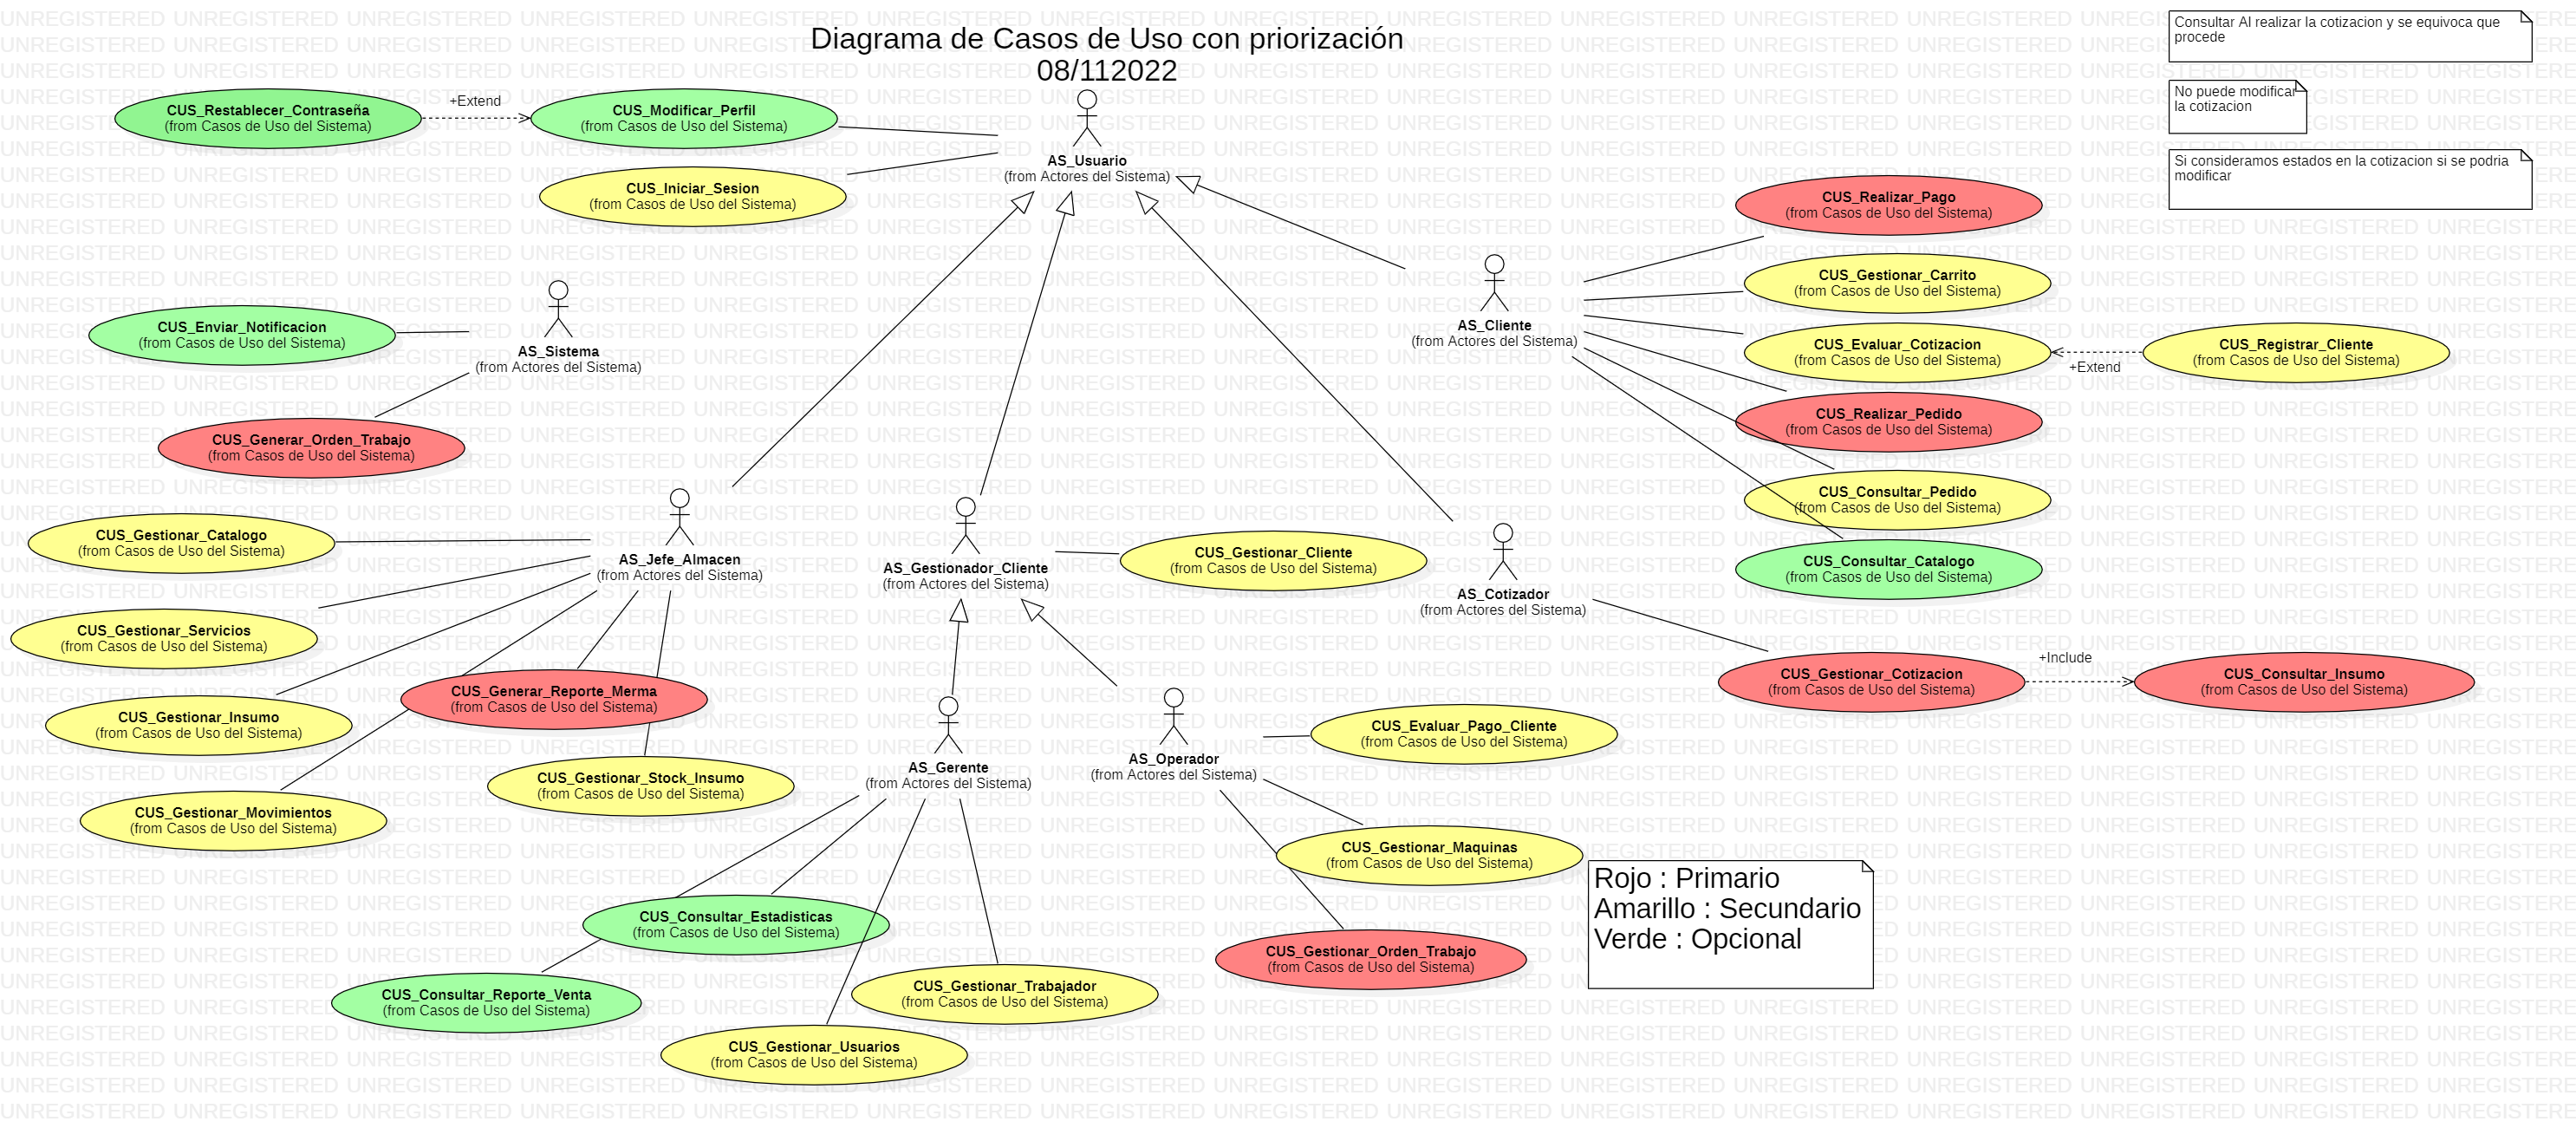 Diagrama de Casos de Uso con priorización
08/112022
Consultar Al realizar la cotizacion y se equivoca que
procede
No puede modificar
la cotizacion
Si consideramos estados en la cotizacion si se podria
modificar
CUS_Restablecer_Contraseña
(from Casos de Uso del Sistema)
+Extend
CUS_Modificar_Perfil
(from Casos de Uso del Sistema)
CUS_Iniciar_Sesion
(from Casos de Uso del Sistema)
AS_Usuario
(from Actores del Sistema)
CUS_Realizar_Pago
(from Casos de Uso del Sistema)
CUS_Gestionar_Carrito
(from Casos de Uso del Sistema)
AS_Cliente
(from Actores del Sistema)
CUS_Evaluar_Cotizacion
(from Casos de Uso del Sistema)
+Extend
CUS_Registrar_Cliente
(from Casos de Uso del Sistema)
CUS_Realizar_Pedido
(from Casos de Uso del Sistema)
CUS_Consultar_Pedido
(from Casos de Uso del Sistema)
CUS_Consultar_Catalogo
(from Casos de Uso del Sistema)
CUS_Enviar_Notificacion
(from Casos de Uso del Sistema)
AS_Sistema
(from Actores del Sistema)
CUS_Generar_Orden_Trabajo
(from Casos de Uso del Sistema)
CUS_Gestionar_Catalogo
(from Casos de Uso del Sistema)
AS_Jefe_Almacen
(from Actores del Sistema)
AS_Gestionador_Cliente
(from Actores del Sistema)
CUS_Gestionar_Cliente
(from Casos de Uso del Sistema)
AS_Cotizador
(from Actores del Sistema)
CUS_Gestionar_Servicios
(from Casos de Uso del Sistema)
CUS_Generar_Reporte_Merma
(from Casos de Uso del Sistema)
CUS_Gestionar_Cotizacion
(from Casos de Uso del Sistema)
+Include
CUS_Consultar_Insumo
(from Casos de Uso del Sistema)
CUS_Gestionar_Insumo
(from Casos de Uso del Sistema)
CUS_Gestionar_Stock_Insumo
(from Casos de Uso del Sistema)
AS_Gerente
(from Actores del Sistema)
AS_Operador
(from Actores del Sistema)
CUS_Evaluar_Pago_Cliente
(from Casos de Uso del Sistema)
CUS_Gestionar_Movimientos
(from Casos de Uso del Sistema)
CUS_Gestionar_Maquinas
(from Casos de Uso del Sistema)
CUS_Consultar_Estadisticas
(from Casos de Uso del Sistema)
CUS_Gestionar_Orden_Trabajo
(from Casos de Uso del Sistema)
CUS_Consultar_Reporte_Venta
(from Casos de Uso del Sistema)
CUS_Gestionar_Trabajador
(from Casos de Uso del Sistema)
CUS_Gestionar_Usuarios
(from Casos de Uso del Sistema)
Rojo : Primario
Amarillo : Secundario
Verde : Opcional
UNREGISTERED